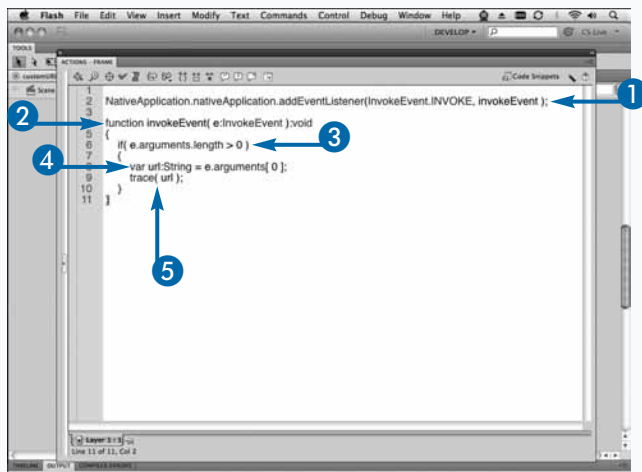 Flash File Edit View Insert Modify Text Commands Control Debug Window Help
DEVELOP
CS Live
TOOLS
ACTIONS - FRAME
Scene
Code Snippets
1
2 NativeApplication.nativeApplication.addEventListener(InvokeEvent.INVOKE, invokeEvent );
3
4 function invokeEvent( e:InvokeEvent ):void
5 {
6 if( e.arguments.length > 0 )
7 {
8 var url:String = e.arguments[ 0 ];
9 trace( url );
10 }
11 }
1
2
3
4
5
Layer 1 : 1
Line 11 of 11, Col 2
TIMELINE OUTPUT COMPILER ERRORS